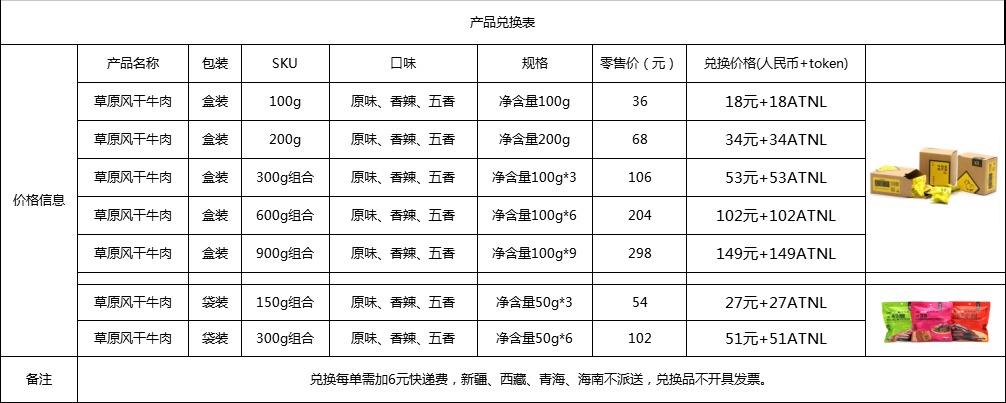 产品兑换表
价格信息
产品名称 包装 SKU 口味 规格 零售价（元） 兑换价格(人民币+token)
草原风干牛肉 盒装 100g 原味、香辣、五香 净含量100g 36 18元+18ATNL
草原风干牛肉 盒装 200g 原味、香辣、五香 净含量200g 68 34元+34ATNL
草原风干牛肉 盒装 300g组合 原味、香辣、五香 净含量100g*3 106 53元+53ATNL
草原风干牛肉 盒装 600g组合 原味、香辣、五香 净含量100g*6 204 102元+102ATNL
草原风干牛肉 盒装 900g组合 原味、香辣、五香 净含量100g*9 298 149元+149ATNL
草原风干牛肉 袋装 150g组合 原味、香辣、五香 净含量50g*3 54 27元+27ATNL
草原风干牛肉 袋装 300g组合 原味、香辣、五香 净含量50g*6 102 51元+51ATNL
备注 兑换每单需加6元快递费，新疆、西藏、青海、海南不派送，兑换品不开具发票。